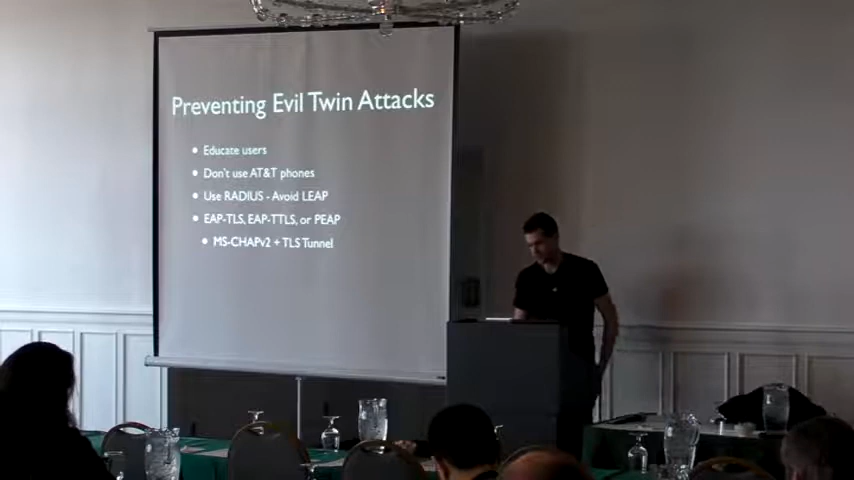 Preventing Evil Twin Attacks
• Educate users
• Don't use AT&T phones
• Use RADIUS - Avoid LEAP
• EAP-TLS, EAP-TTLS, or PEAP
• MS-CHAPv2 + TLS Tunnel